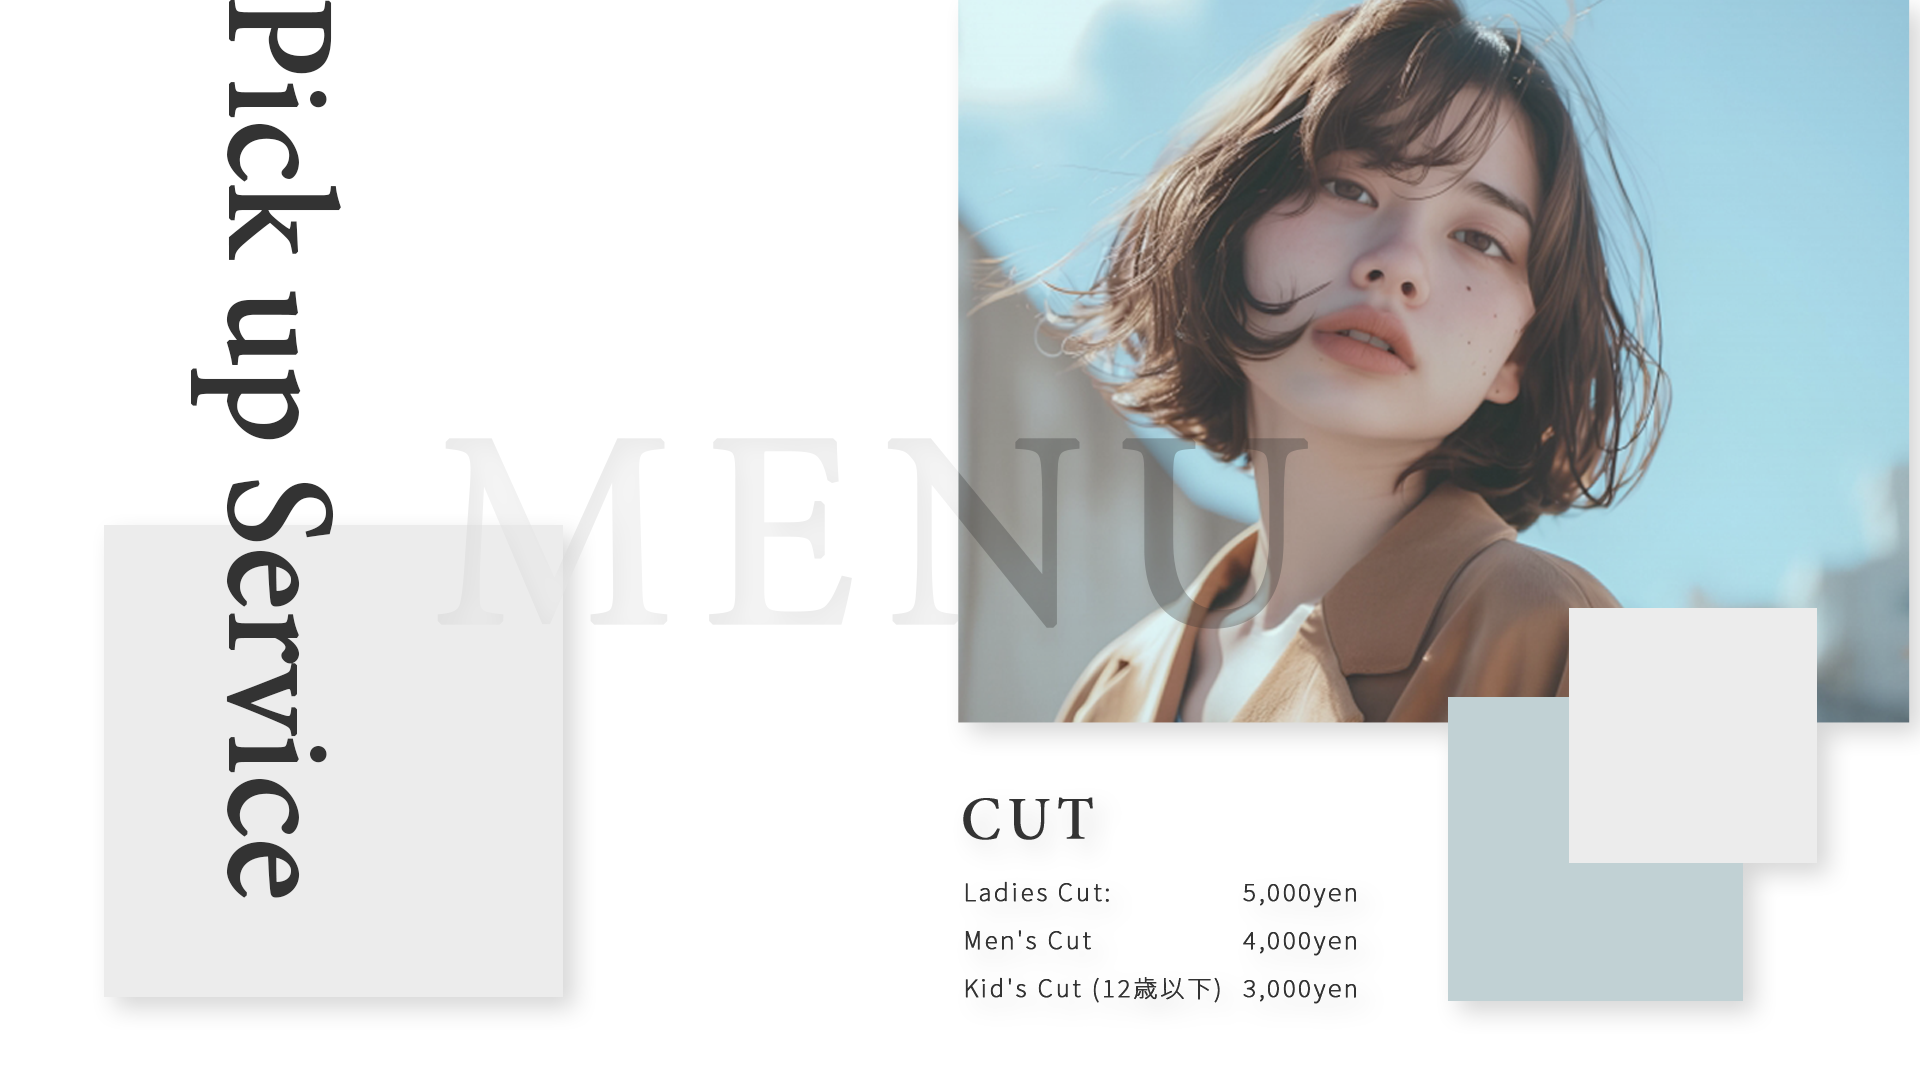 Pick up Service
MENU
CUT
Ladies Cut: 5,000yen
Men's Cut 4,000yen
Kid's Cut (12歳以下) 3,000yen